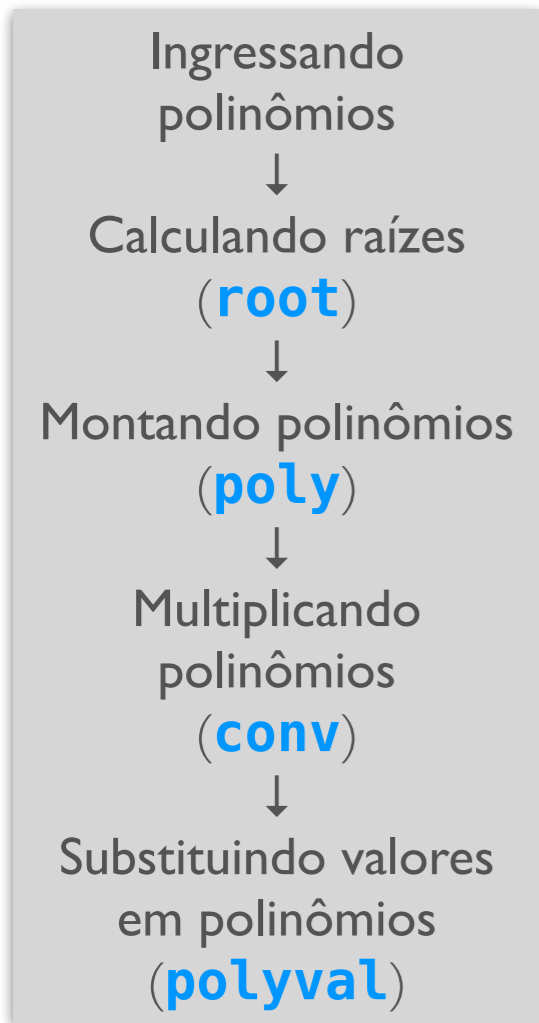 Ingressando
polinômios
↓
Calculando raízes
(root)
↓
Montando polinômios
(poly)
↓
Multiplicando
polinômios
(conv)
↓
Substituindo valores
em polinômios
(polyval)